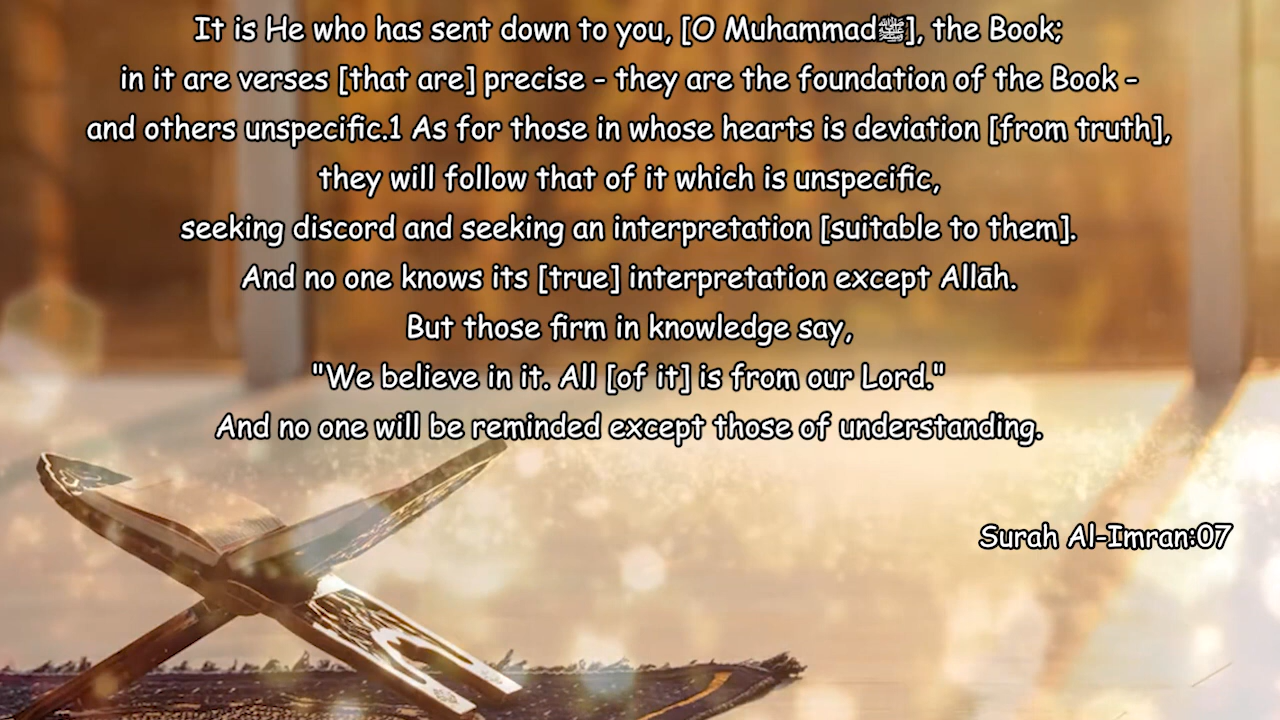 It is He who has sent down to you, [O Muhammadﷺ], the Book;
in it are verses [that are] precise – they are the foundation of the Book –
and others unspecific.1 As for those in whose hearts is deviation [from truth],
they will follow that of it which is unspecific,
seeking discord and seeking an interpretation [suitable to them].
And no one knows its [true] interpretation except Allāh.
But those firm in knowledge say,
"We believe in it. All [of it] is from our Lord."
And no one will be reminded except those of understanding.
Surah Al-Imran:07